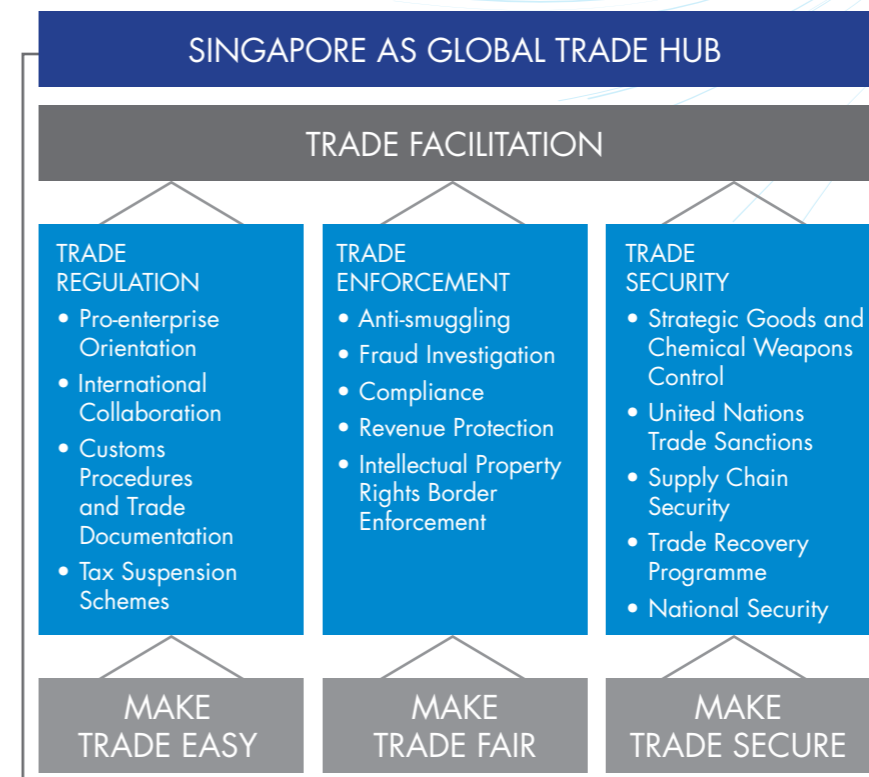 SINGAPORE AS GLOBAL TRADE HUB
TRADE FACILITATION
TRADE
REGULATION
• Pro-enterprise
Orientation
• International
Collaboration
• Customs
Procedures
and Trade
Documentation
• Tax Suspension
Schemes
TRADE
ENFORCEMENT
• Anti-smuggling
• Fraud Investigation
• Compliance
• Revenue Protection
• Intellectual Property
Rights Border
Enforcement
TRADE
SECURITY
• Strategic Goods and
Chemical Weapons
Control
• United Nations
Trade Sanctions
• Supply Chain
Security
• Trade Recovery
Programme
• National Security
MAKE
TRADE EASY
MAKE
TRADE FAIR
MAKE
TRADE SECURE